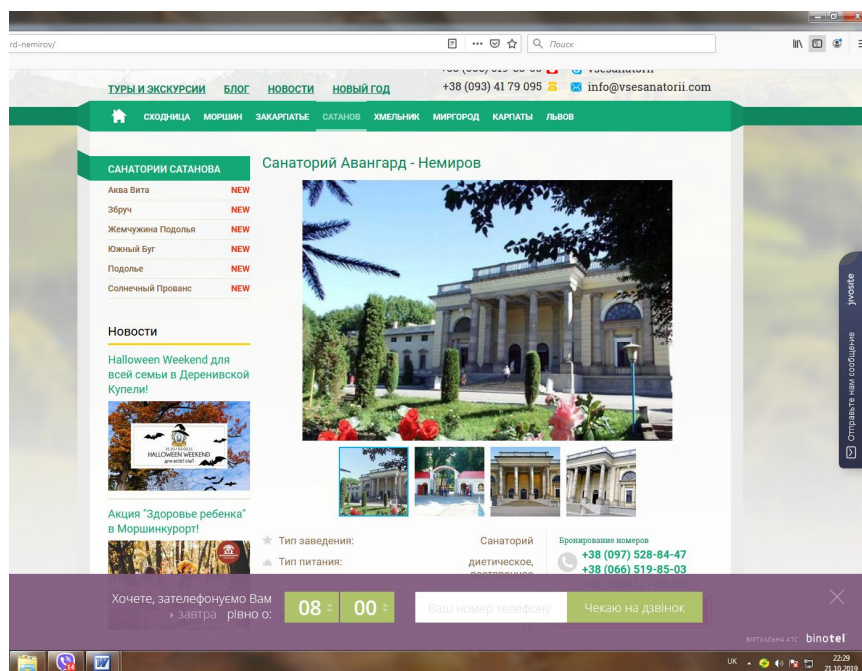 rd-nemirov/
Поиск
ТУРЫ И ЭКСКУРСИИ БЛОГ НОВОСТИ НОВЫЙ ГОД
+38 (093) 41 79 095 info@vsesanatorii.com
СХОДНИЦА МОРШИН ЗАКАРПАТЬЕ САТАНОВ ХМЕЛЬНИК МИРГОРОД КАРПАТЫ ЛЬВОВ
САНАТОРИИ САТАНОВА
Аква Вита NEW
Збруч NEW
Жемчужина Подолья NEW
Южный Буг NEW
Подолье NEW
Солнечный Прованс NEW
Новости
Halloween Weekend для
всей семьи в Деренивской
Купели!
HALLOWEEN WEEKEND
Акция "Здоровье ребенка"
в Моршинкурорт!
Санаторий Авангард - Немиров
Тип заведения: Санаторий
Тип питания: диетическое,
Бронирование номеров
+38 (097) 528-84-47
+38 (066) 519-85-03
jivosite
Отправьте нам сообщение
Хочете, зателефонуємо Вам
завтра рівно о:
08 00
Ваш номер телефону
Чекаю на дзвінок
ВІРТУАЛЬНА АТС binotel
14
UK
22:29
21.10.2019